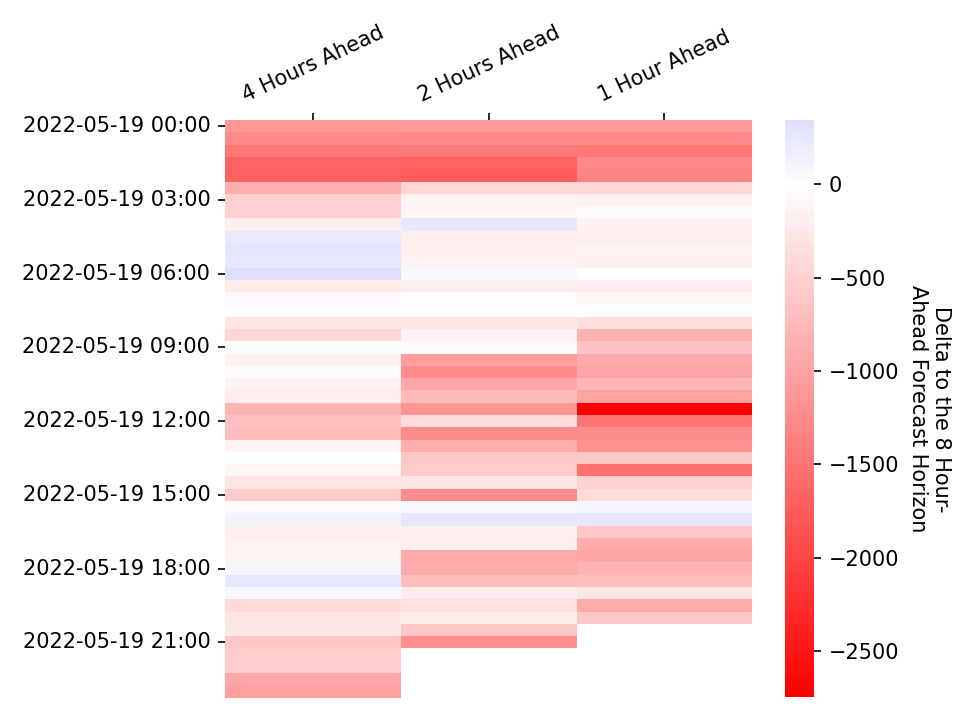 4 Hours Ahead
2 Hours Ahead
1 Hour Ahead
2022-05-19 00:00
2022-05-19 03:00
2022-05-19 06:00
2022-05-19 09:00
2022-05-19 12:00
2022-05-19 15:00
2022-05-19 18:00
2022-05-19 21:00
0
−500
−1000
−1500
−2000
−2500
Delta to the 8 Hour-
Ahead Forecast Horizon